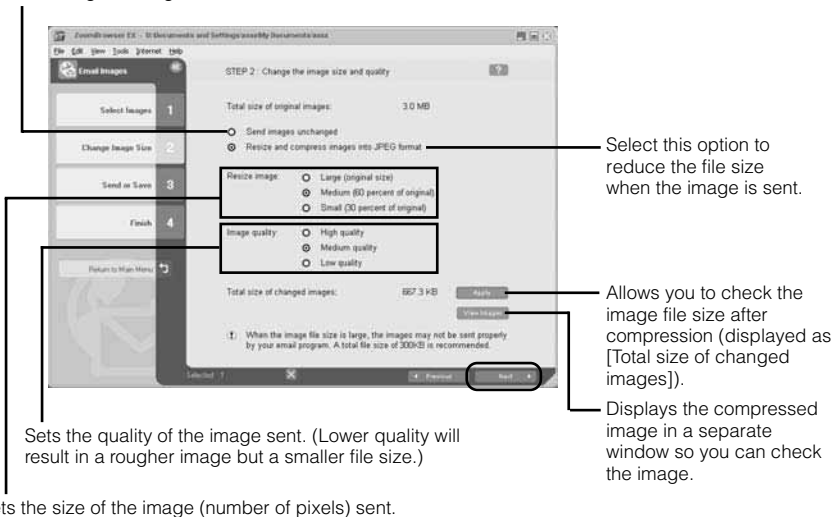 ZoomBrowser EX - D:\Documents and Settings\
File Edit View Tools Internet Help
Email Images
STEP 2 : Change the image size and quality
?
Select Images 1
Total size of original images: 3.0 MB
Send images unchanged
Change Image Size 2
Resize and compress images into JPEG format
Select this option to
reduce the file size
when the image is sent.
Send or Save 3
Resize image: Large (original size)
Medium (60 percent of original)
Small (30 percent of original)
Finish 4
Image quality: High quality
Medium quality
Low quality
Return to Main Menu
Total size of changed images: 667.3 KB Apply
View Images
Allows you to check the
image file size after
compression (displayed as
[Total size of changed
images]).
When the image file size is large, the images may not be sent properly
by your email program. A total file size of 300KB is recommended.
Selected 1
Previous Next
Displays the compressed
image in a separate
window so you can check
the image.
Sets the quality of the image sent. (Lower quality will
result in a rougher image but a smaller file size.)
the size of the image (number of pixels) sent.